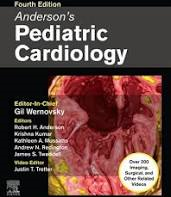 Fourth Edition
Anderson's
Pediatric
Cardiology
Editor-In-Chief
Gil Wernovsky
Editors
Robert H. Anderson
Krishna Kumar
Kathleen A. Mussatto
Andrew N. Redington
James S. Tweddell
Video Editor
Justin T. Tretter
Over 200
Imaging,
Surgical, and
Other Related
Videos